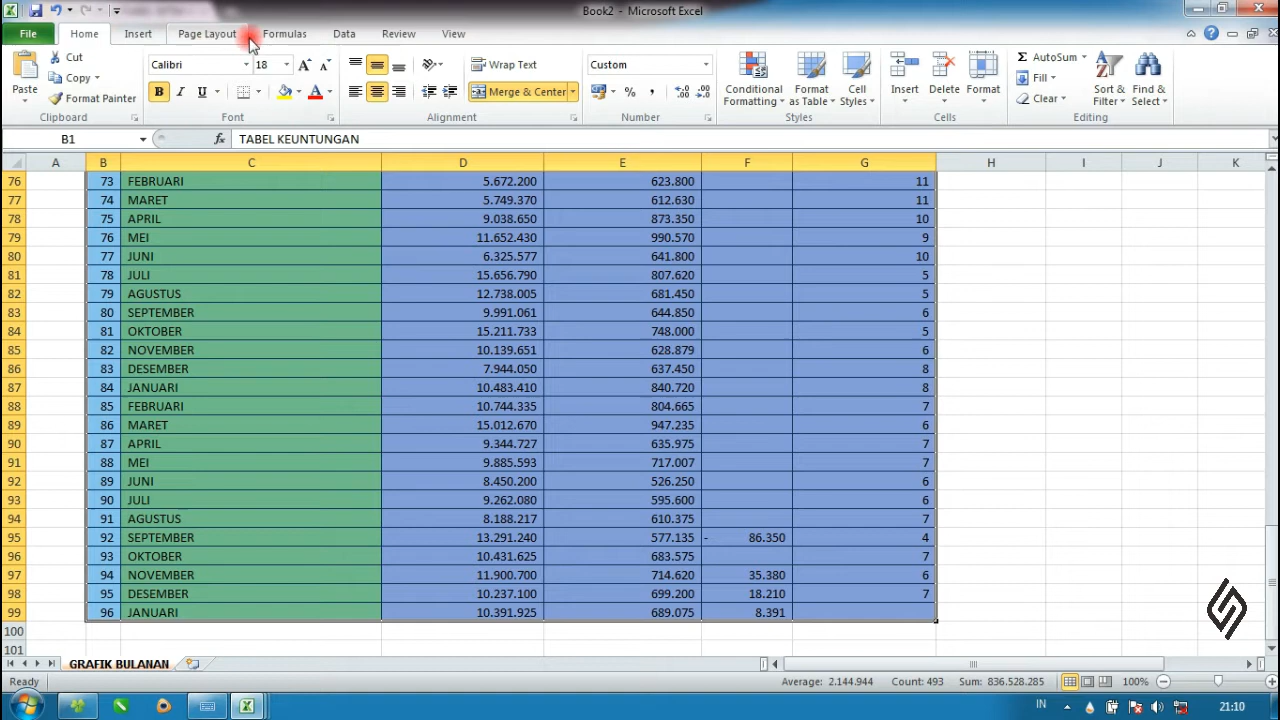 Book2 - Microsoft Excel
File Home Insert Page Layout Formulas Data Review View
Cut
Copy
Format Painter
Paste
Clipboard
Calibri 18
B I U
Font
Wrap Text
Merge & Center
Alignment
Custom
%
Number
Conditional Formatting
Format as Table
Cell Styles
Styles
Insert Delete Format
Cells
AutoSum
Fill
Clear
Sort & Filter
Find & Select
Editing
B1 fx TABEL KEUNTUNGAN
A B C D E F G H I J K
76 73 FEBRUARI 5.672.200 623.800 11
77 74 MARET 5.749.370 612.630 11
78 75 APRIL 9.038.650 873.350 10
79 76 MEI 11.652.430 990.570 9
80 77 JUNI 6.325.577 641.800 10
81 78 JULI 15.656.790 807.620 5
82 79 AGUSTUS 12.738.005 681.450 5
83 80 SEPTEMBER 9.991.061 644.850 6
84 81 OKTOBER 15.211.733 748.000 5
85 82 NOVEMBER 10.139.651 628.879 6
86 83 DESEMBER 7.944.050 637.450 8
87 84 JANUARI 10.483.410 840.720 8
88 85 FEBRUARI 10.744.335 804.665 7
89 86 MARET 15.012.670 947.235 6
90 87 APRIL 9.344.727 635.975 7
91 88 MEI 9.885.593 717.007 7
92 89 JUNI 8.450.200 526.250 6
93 90 JULI 9.262.080 595.600 6
94 91 AGUSTUS 8.188.217 610.375 7
95 92 SEPTEMBER 13.291.240 577.135 - 86.350 4
96 93 OKTOBER 10.431.625 683.575 7
97 94 NOVEMBER 11.900.700 714.620 35.380 6
98 95 DESEMBER 10.237.100 699.200 18.210 7
99 96 JANUARI 10.391.925 689.075 8.391
100
101
GRAFIK BULANAN
Ready Average: 2.144.944 Count: 493 Sum: 836.528.285 100%
IN 21:10